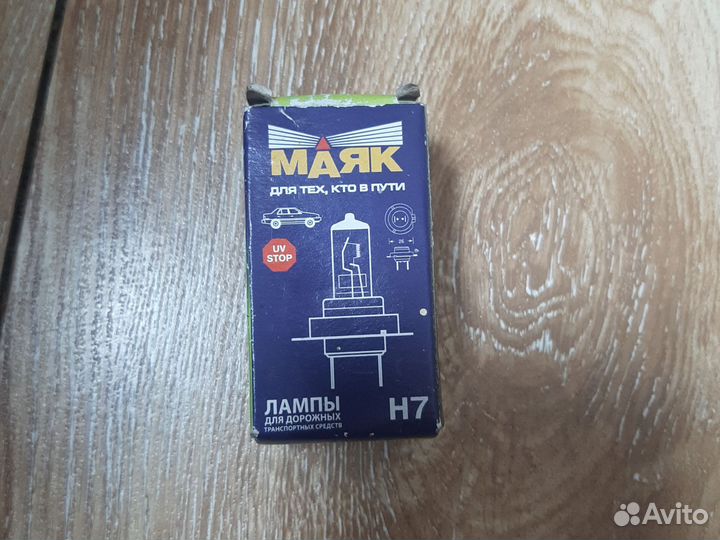 МАЯК
ДЛЯ ТЕХ, КТО В ПУТИ
UV
STOP
26
ЛАМПЫ
ДЛЯ ДОРОЖНЫХ
ТРАНСПОРТНЫХ СРЕДСТВ
H7
Avito